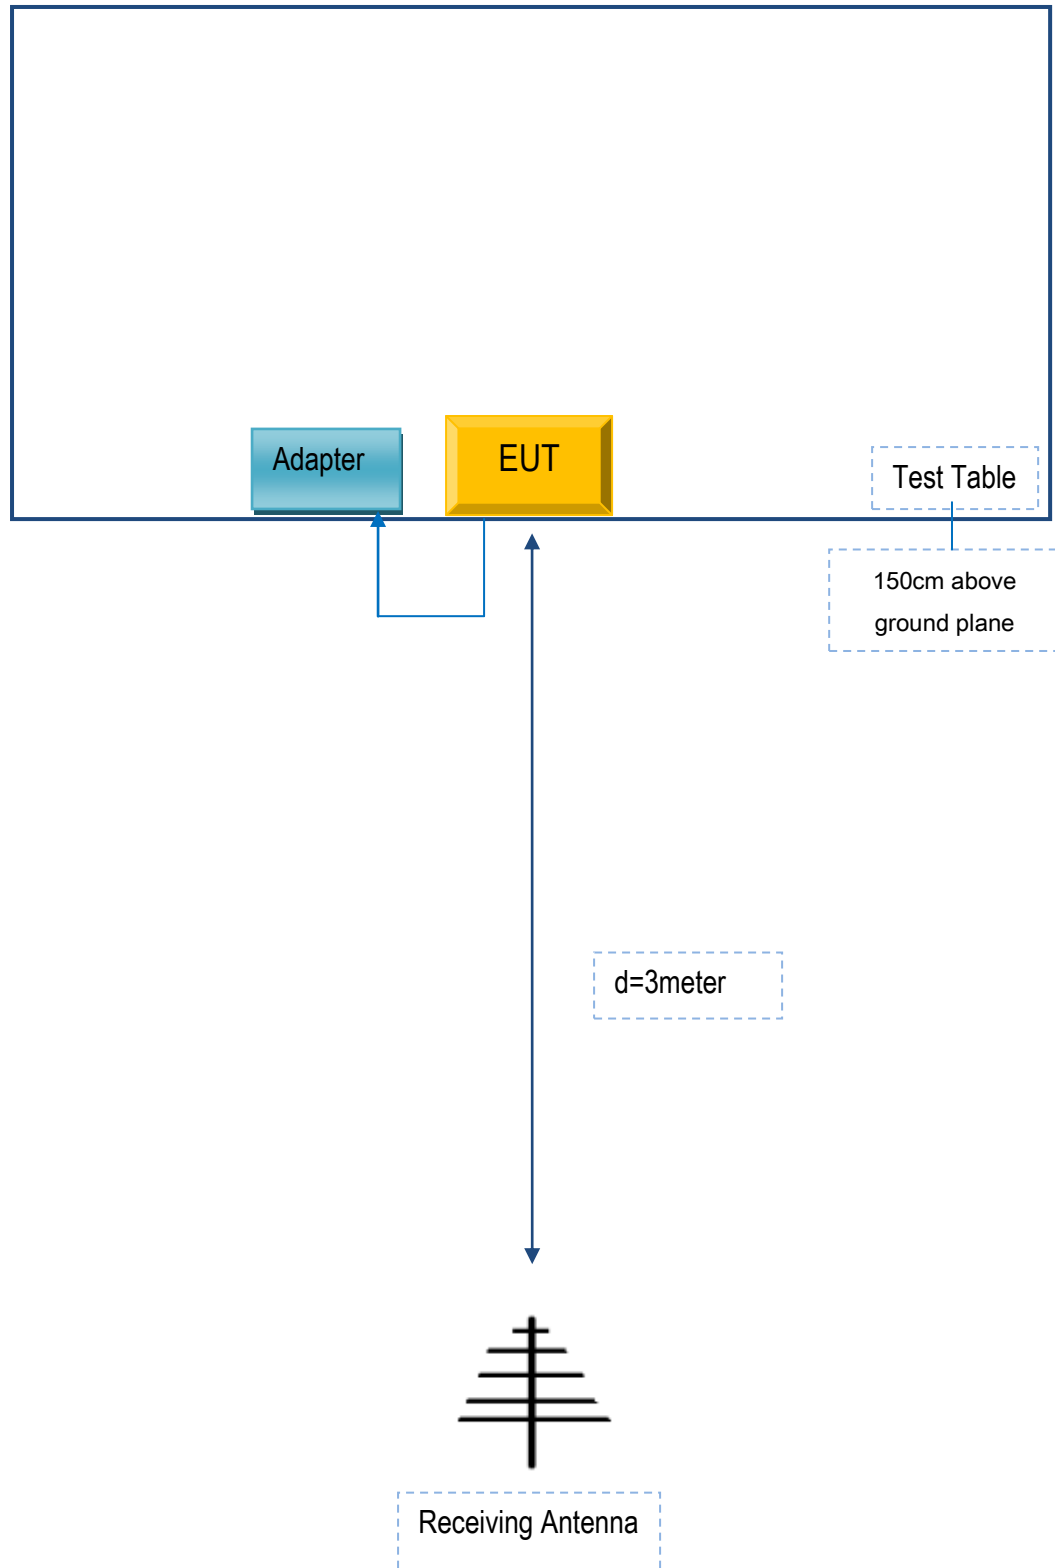 Adapter
EUT
Test Table
150cm above
ground plane
d=3meter
Receiving Antenna